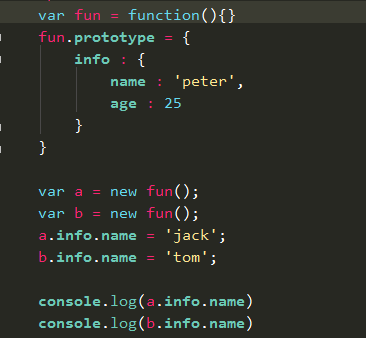 var fun = function(){}
fun.prototype = {
    info : {
        name : 'peter',
        age : 25
    }
}

var a = new fun();
var b = new fun();
a.info.name = 'jack';
b.info.name = 'tom';

console.log(a.info.name)
console.log(b.info.name)